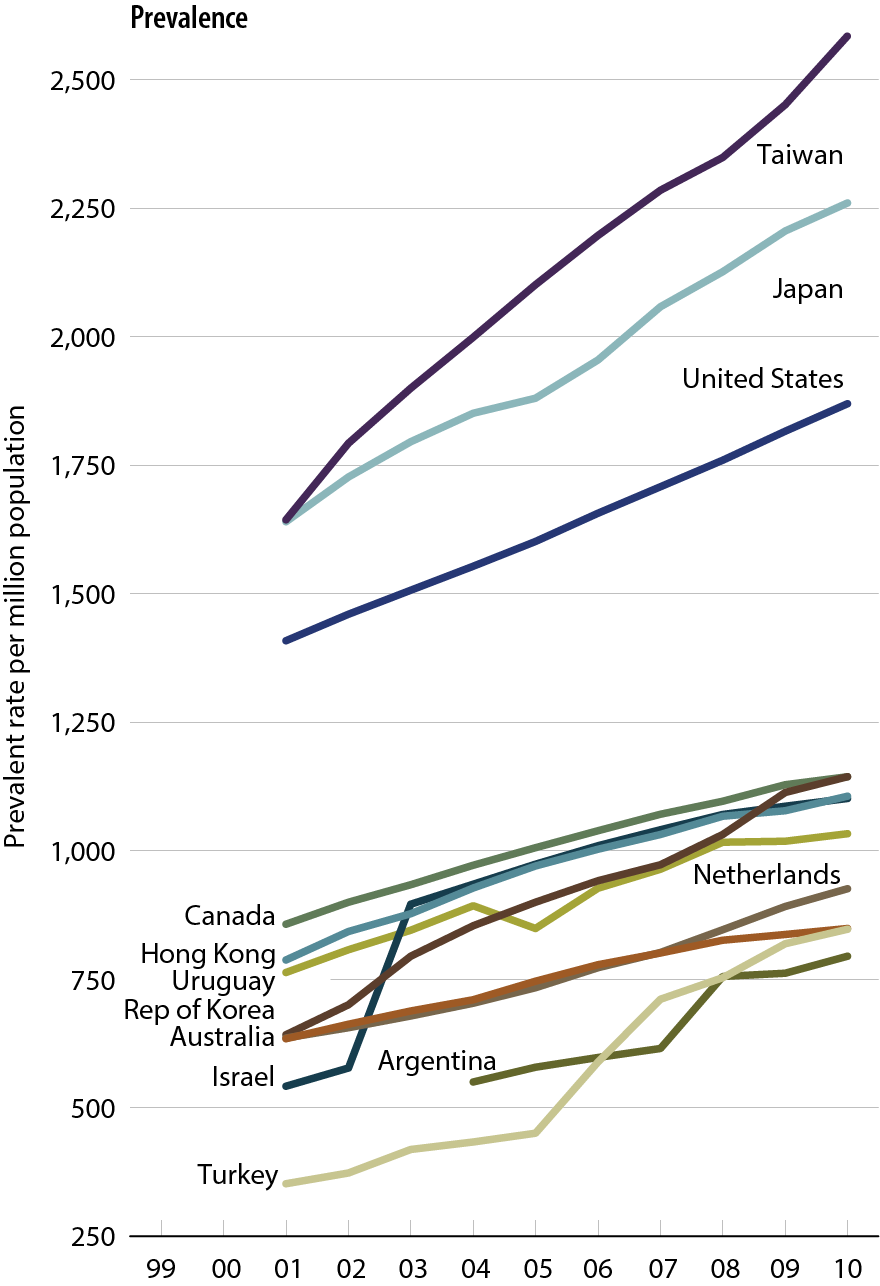 Prevalence
Prevalent rate per million population
2,500
2,250
2,000
1,750
1,500
1,250
1,000
750
500
250
Taiwan
Japan
United States
Netherlands
Canada
Hong Kong
Uruguay
Rep of Korea
Australia
Argentina
Israel
Turkey
99 00 01 02 03 04 05 06 07 08 09 10